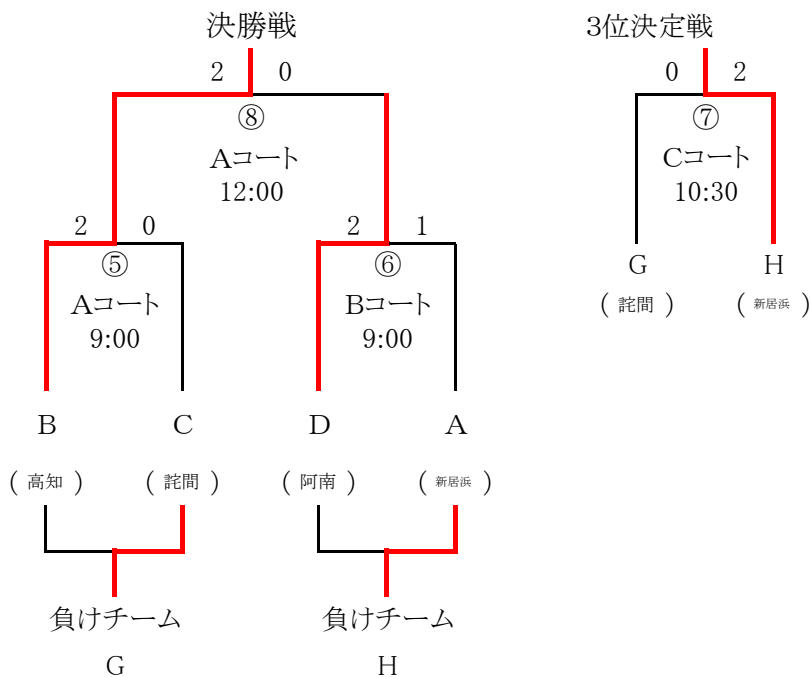 決勝戦
2 0
⑧
Aコート
12:00
2 0
⑤
Aコート
9:00
2 1
⑥
Bコート
9:00
B C D A
( 高知 ) ( 詫間 ) ( 阿南 ) ( 新居浜 )
負けチーム 負けチーム
G H
3位決定戦
0 2
⑦
Cコート
10:30
G H
( 詫間 ) ( 新居浜 )